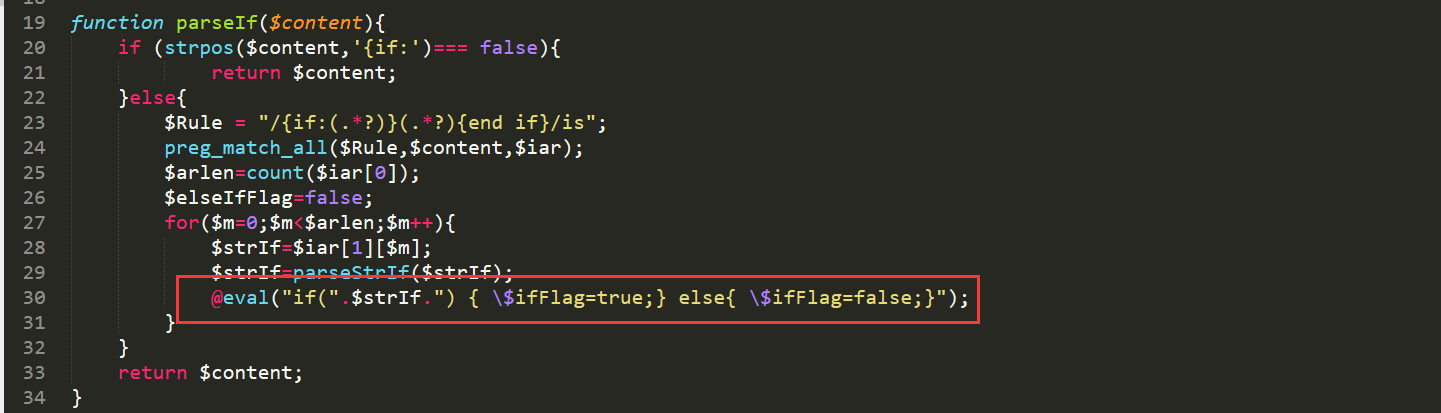 19 function parseIf($content){
20 if (strpos($content,'{if:')=== false){
21 return $content;
22 }else{
23 $Rule = "/{if:(.*?)}(.*?){end if}/is";
24 preg_match_all($Rule,$content,$iar);
25 $arlen=count($iar[0]);
26 $elseIfFlag=false;
27 for($m=0;$m<$arlen;$m++){
28 $strIf=$iar[1][$m];
29 $strIf=parseStrIf($strIf);
30 @eval("if(".$strIf.") { \$ifFlag=true;} else{ \$ifFlag=false;}");
31 }
32 }
33 return $content;
34 }